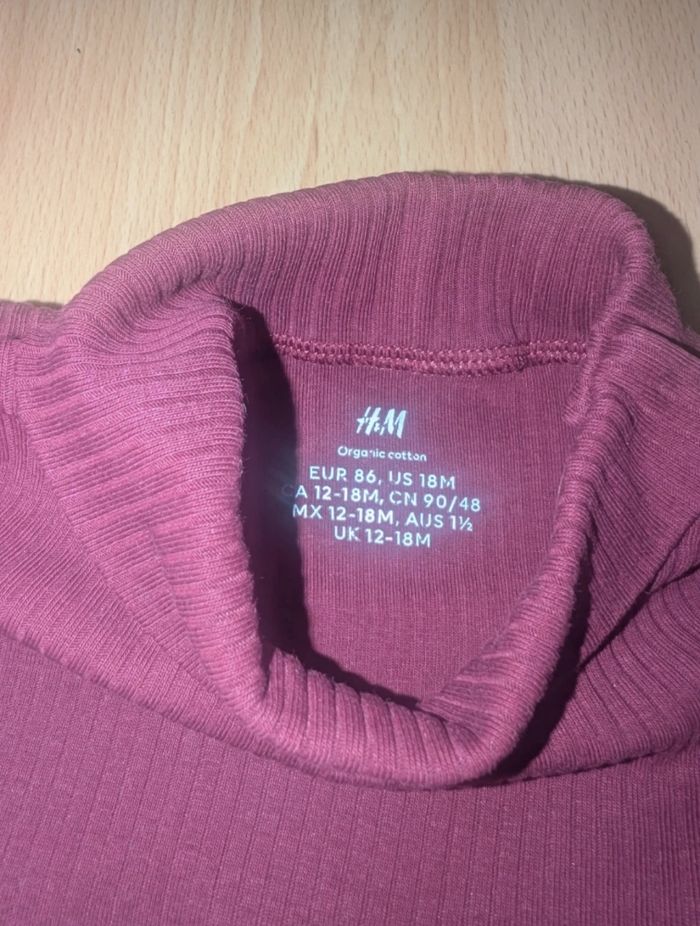 H&M
Organic cotton
EUR 86, US 18M
CA 12-18M, CN 90/48
MX 12-18M, AUS 1½
UK 12-18M